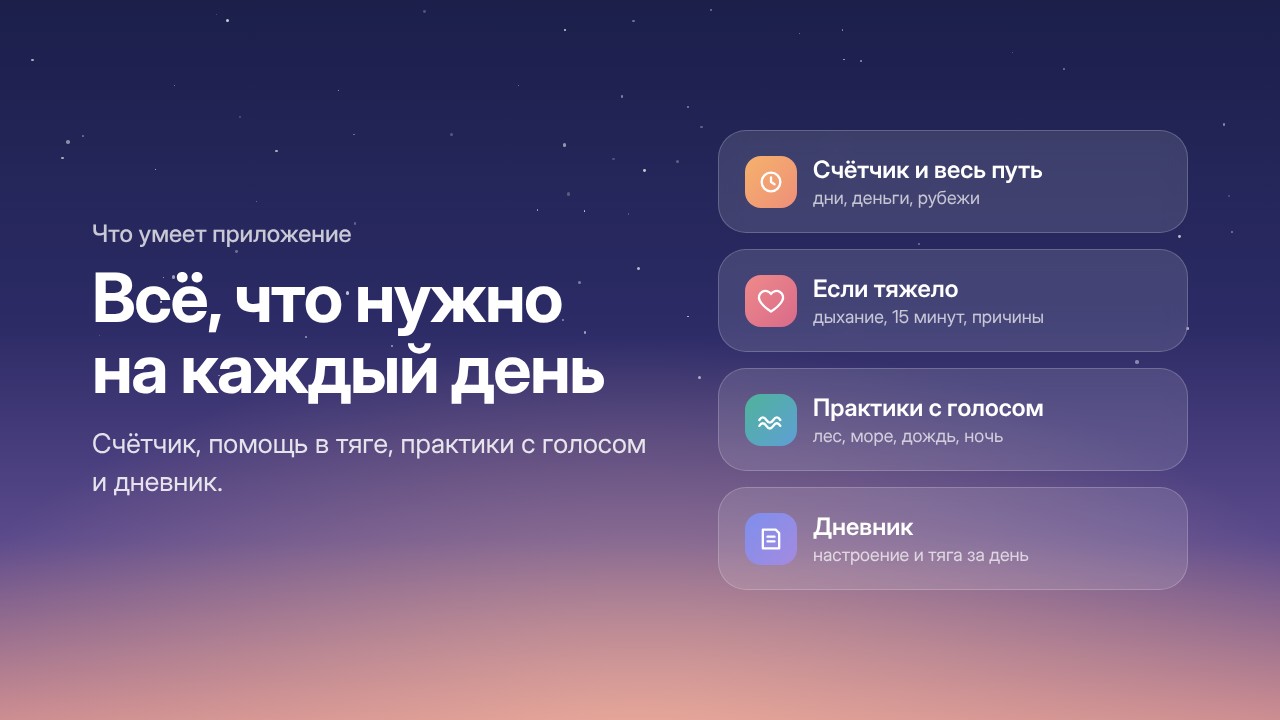 Что умеет приложение
Всё, что нужно
на каждый день
Счётчик, помощь в тяге, практики с голосом
и дневник.
Счётчик и весь путь
дни, деньги, рубежи
Если тяжело
дыхание, 15 минут, причины
Практики с голосом
лес, море, дождь, ночь
Дневник
настроение и тяга за день